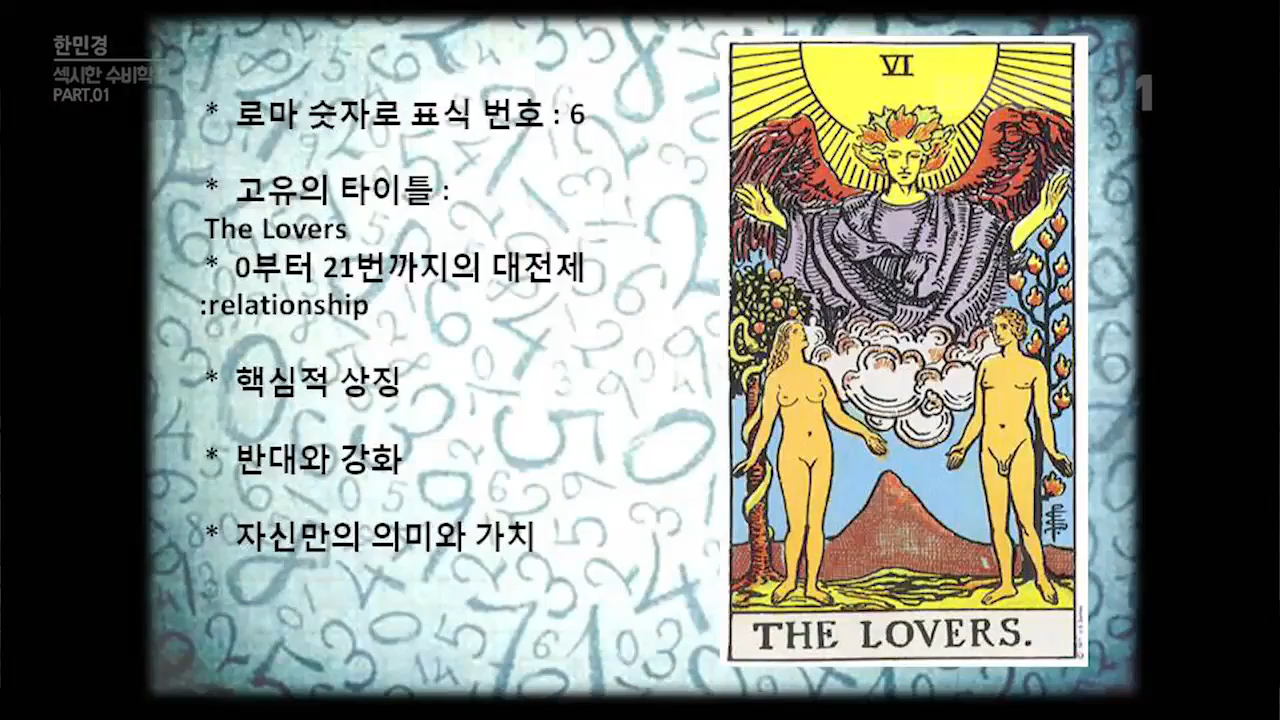 한민경
섹시한 수비학
PART.01
1
* 로마 숫자로 표식 번호 : 6
* 고유의 타이틀 :
The Lovers
* 0부터 21번까지의 대전제
:relationship
* 핵심적 상징
* 반대와 강화
* 자신만의 의미와 가치
VI
THE LOVERS.